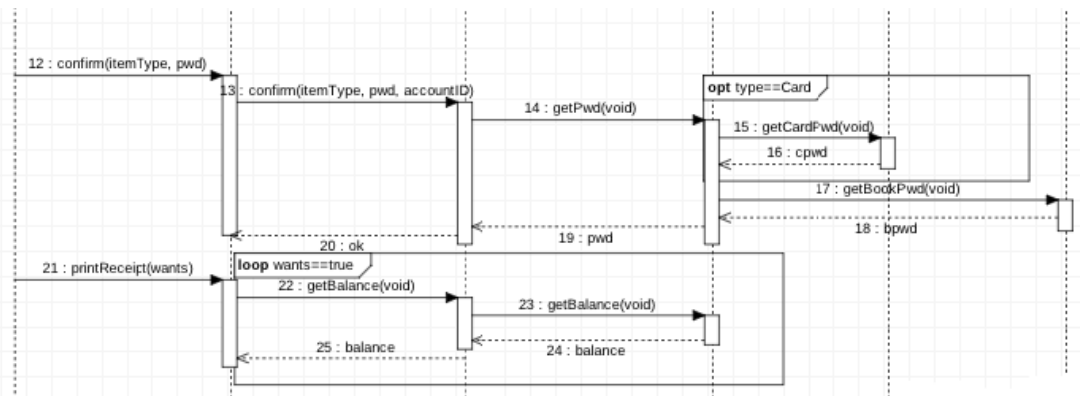 12 : confirm(itemType, pwd)
13 : confirm(itemType, pwd, accountID)
opt type==Card
14 : getPwd(void)
15 : getCardPwd(void)
16 : cpwd
17 : getBookPwd(void)
18 : bpwd
19 : pwd
20 : ok
21 : printReceipt(wants)
loop wants==true
22 : getBalance(void)
23 : getBalance(void)
24 : balance
25 : balance